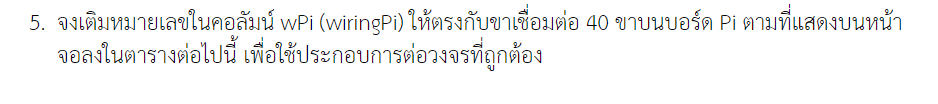 5. จงเติมหมายเลขในคอลัมน์ wPi (wiringPi) ให้ตรงกับขาเชื่อมต่อ 40 ขาบนบอร์ด Pi ตามที่แสดงบนหน้า
จอลงในตารางต่อไปนี้ เพื่อใช้ประกอบการต่อวงจรที่ถูกต้อง